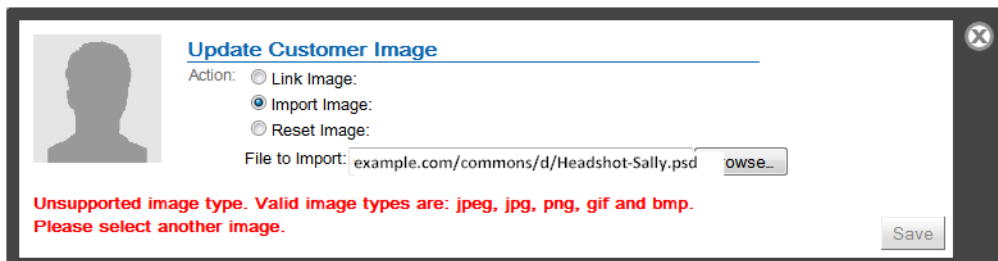 Update Customer Image
Action: Link Image:
Import Image:
Reset Image:
File to Import: example.com/commons/d/Headshot-Sally.psd owse...
Unsupported image type. Valid image types are: jpeg, jpg, png, gif and bmp.
Please select another image.
Save